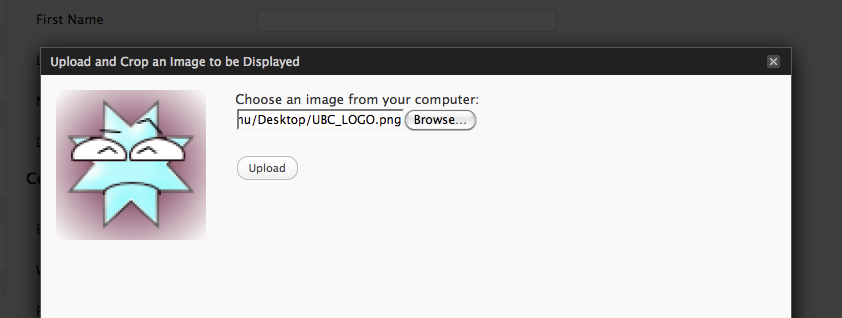 First Name
Upload and Crop an Image to be Displayed
Choose an image from your computer:
nu/Desktop/UBC_LOGO.png Browse...
Upload